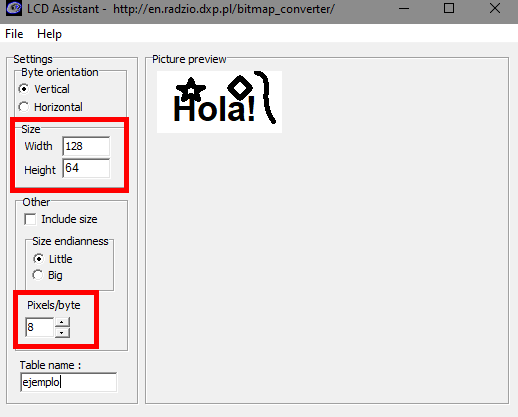 LCD Assistant - http://en.radzio.dxp.pl/bitmap_converter/
File Help
Settings
Byte orientation
Vertical
Horizontal
Size
Width 128
Height 64
Other
Include size
Size endianness
Little
Big
Pixels/byte
8
Table name :
ejemplo
Picture preview
Hola!